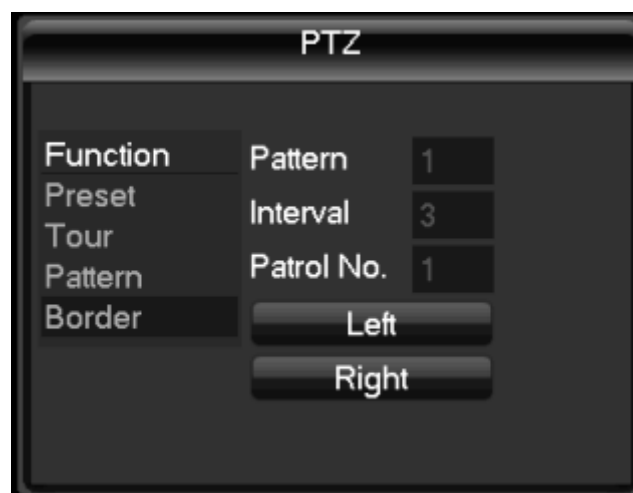 PTZ
Function
Preset
Tour
Pattern
Border
Pattern 1
Interval 3
Patrol No. 1
Left
Right